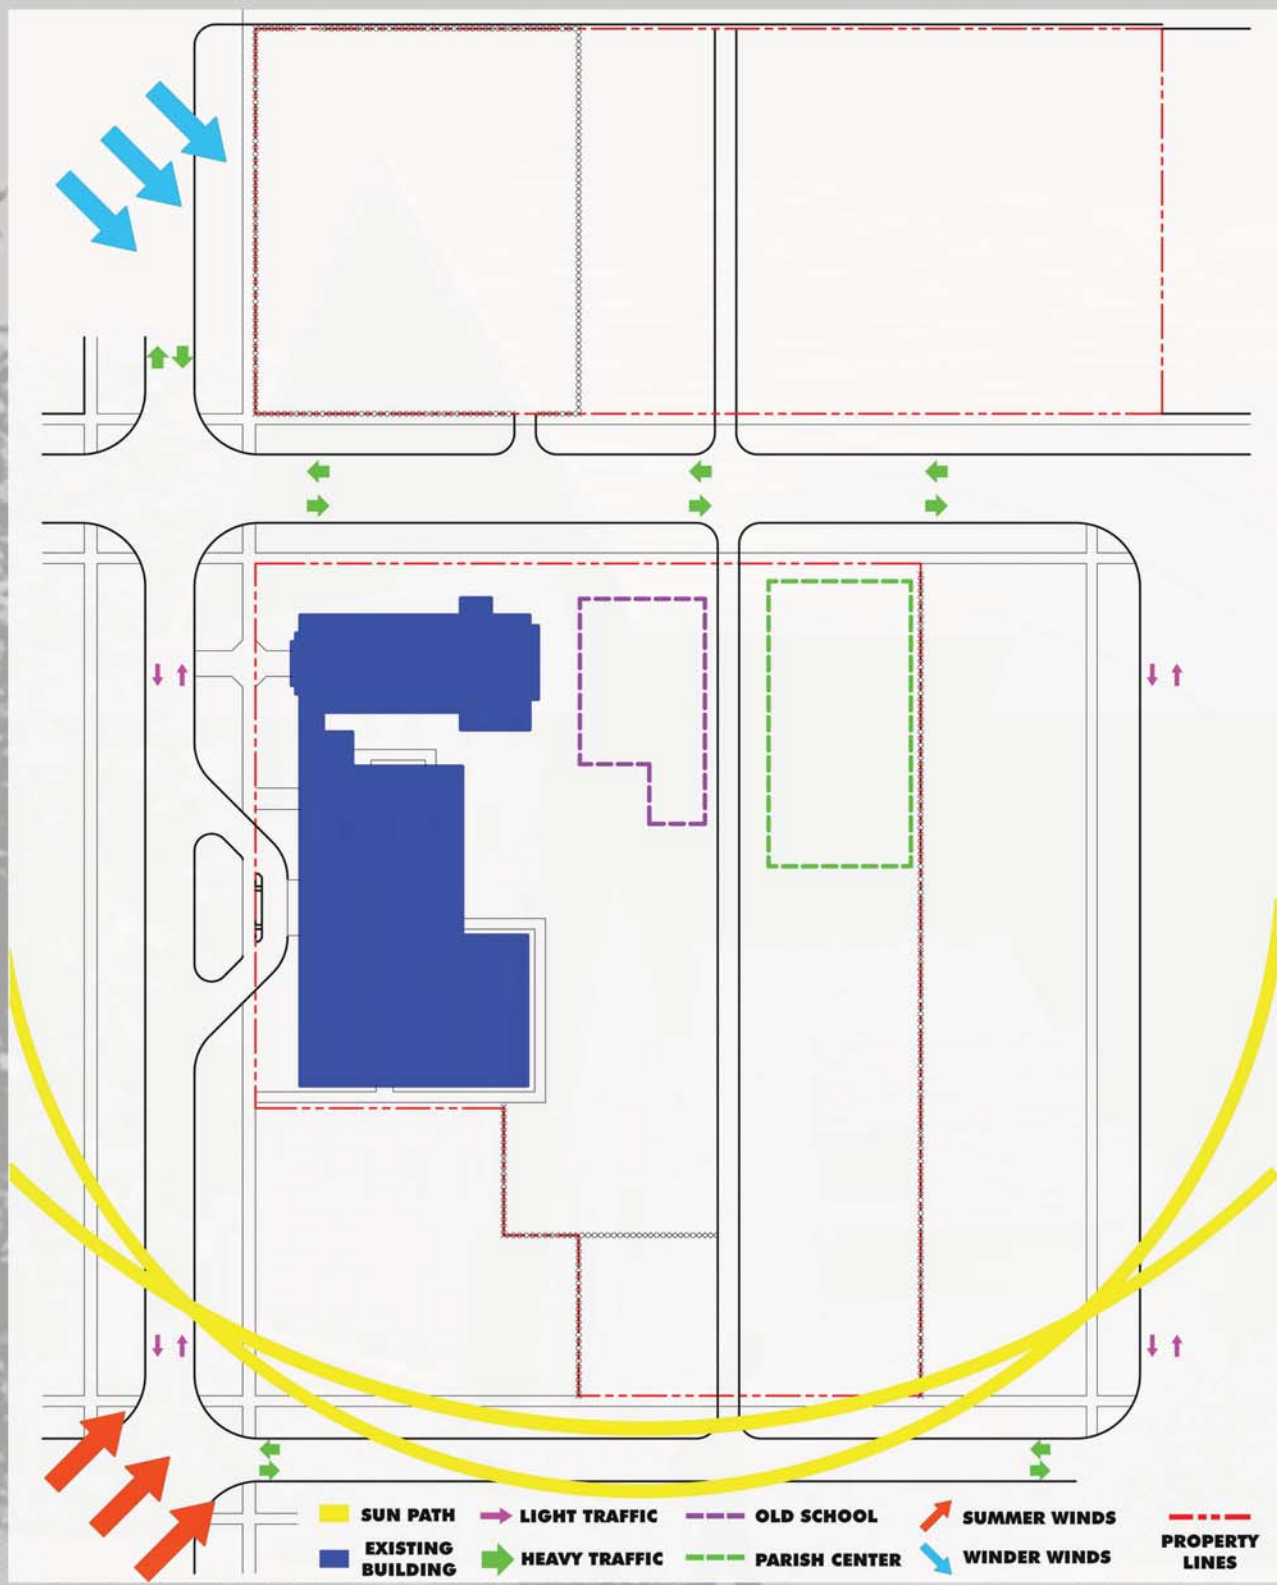 SUN PATH
LIGHT TRAFFIC
OLD SCHOOL
SUMMER WINDS
EXISTING
BUILDING
HEAVY TRAFFIC
PARISH CENTER
WINDER WINDS
PROPERTY
LINES